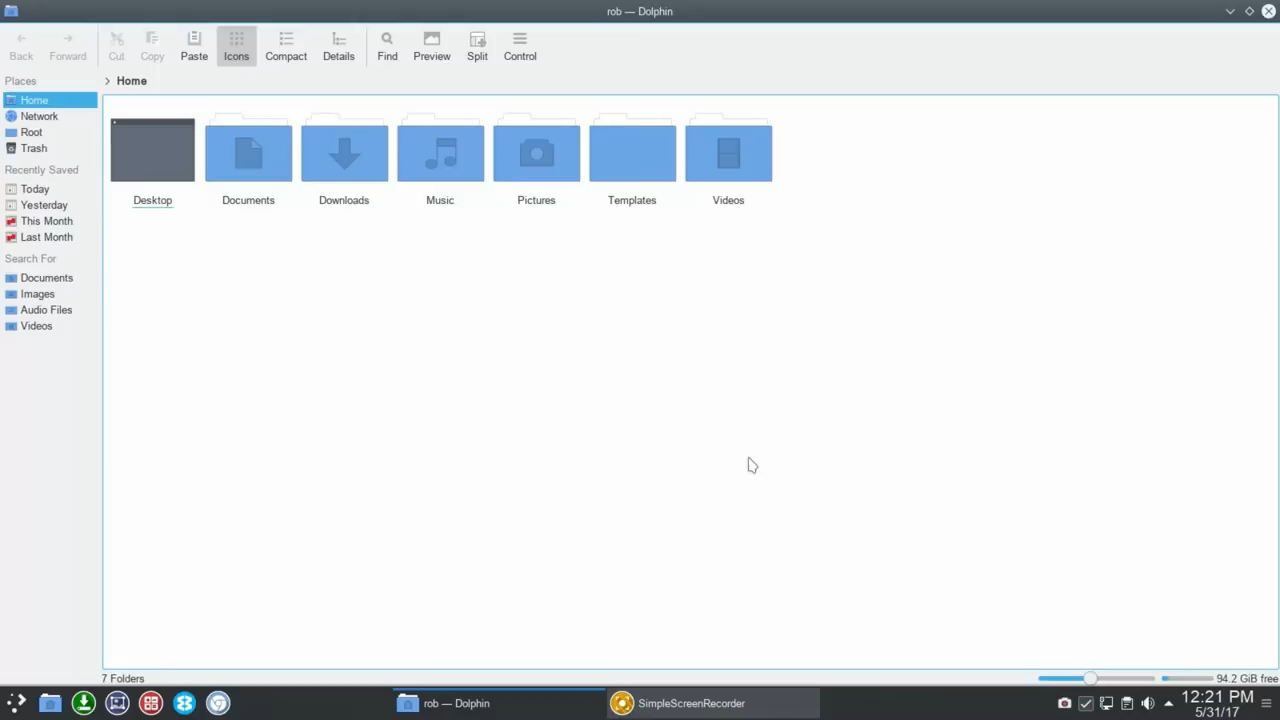 rob — Dolphin
Back Forward Cut Copy Paste Icons Compact Details Find Preview Split Control
Places
Home
Network
Root
Trash
Recently Saved
Today
Yesterday
This Month
Last Month
Search For
Documents
Images
Audio Files
Videos
> Home
Desktop Documents Downloads Music Pictures Templates Videos
7 Folders
94.2 GiB free
rob — Dolphin
SimpleScreenRecorder
12:21 PM
5/31/17